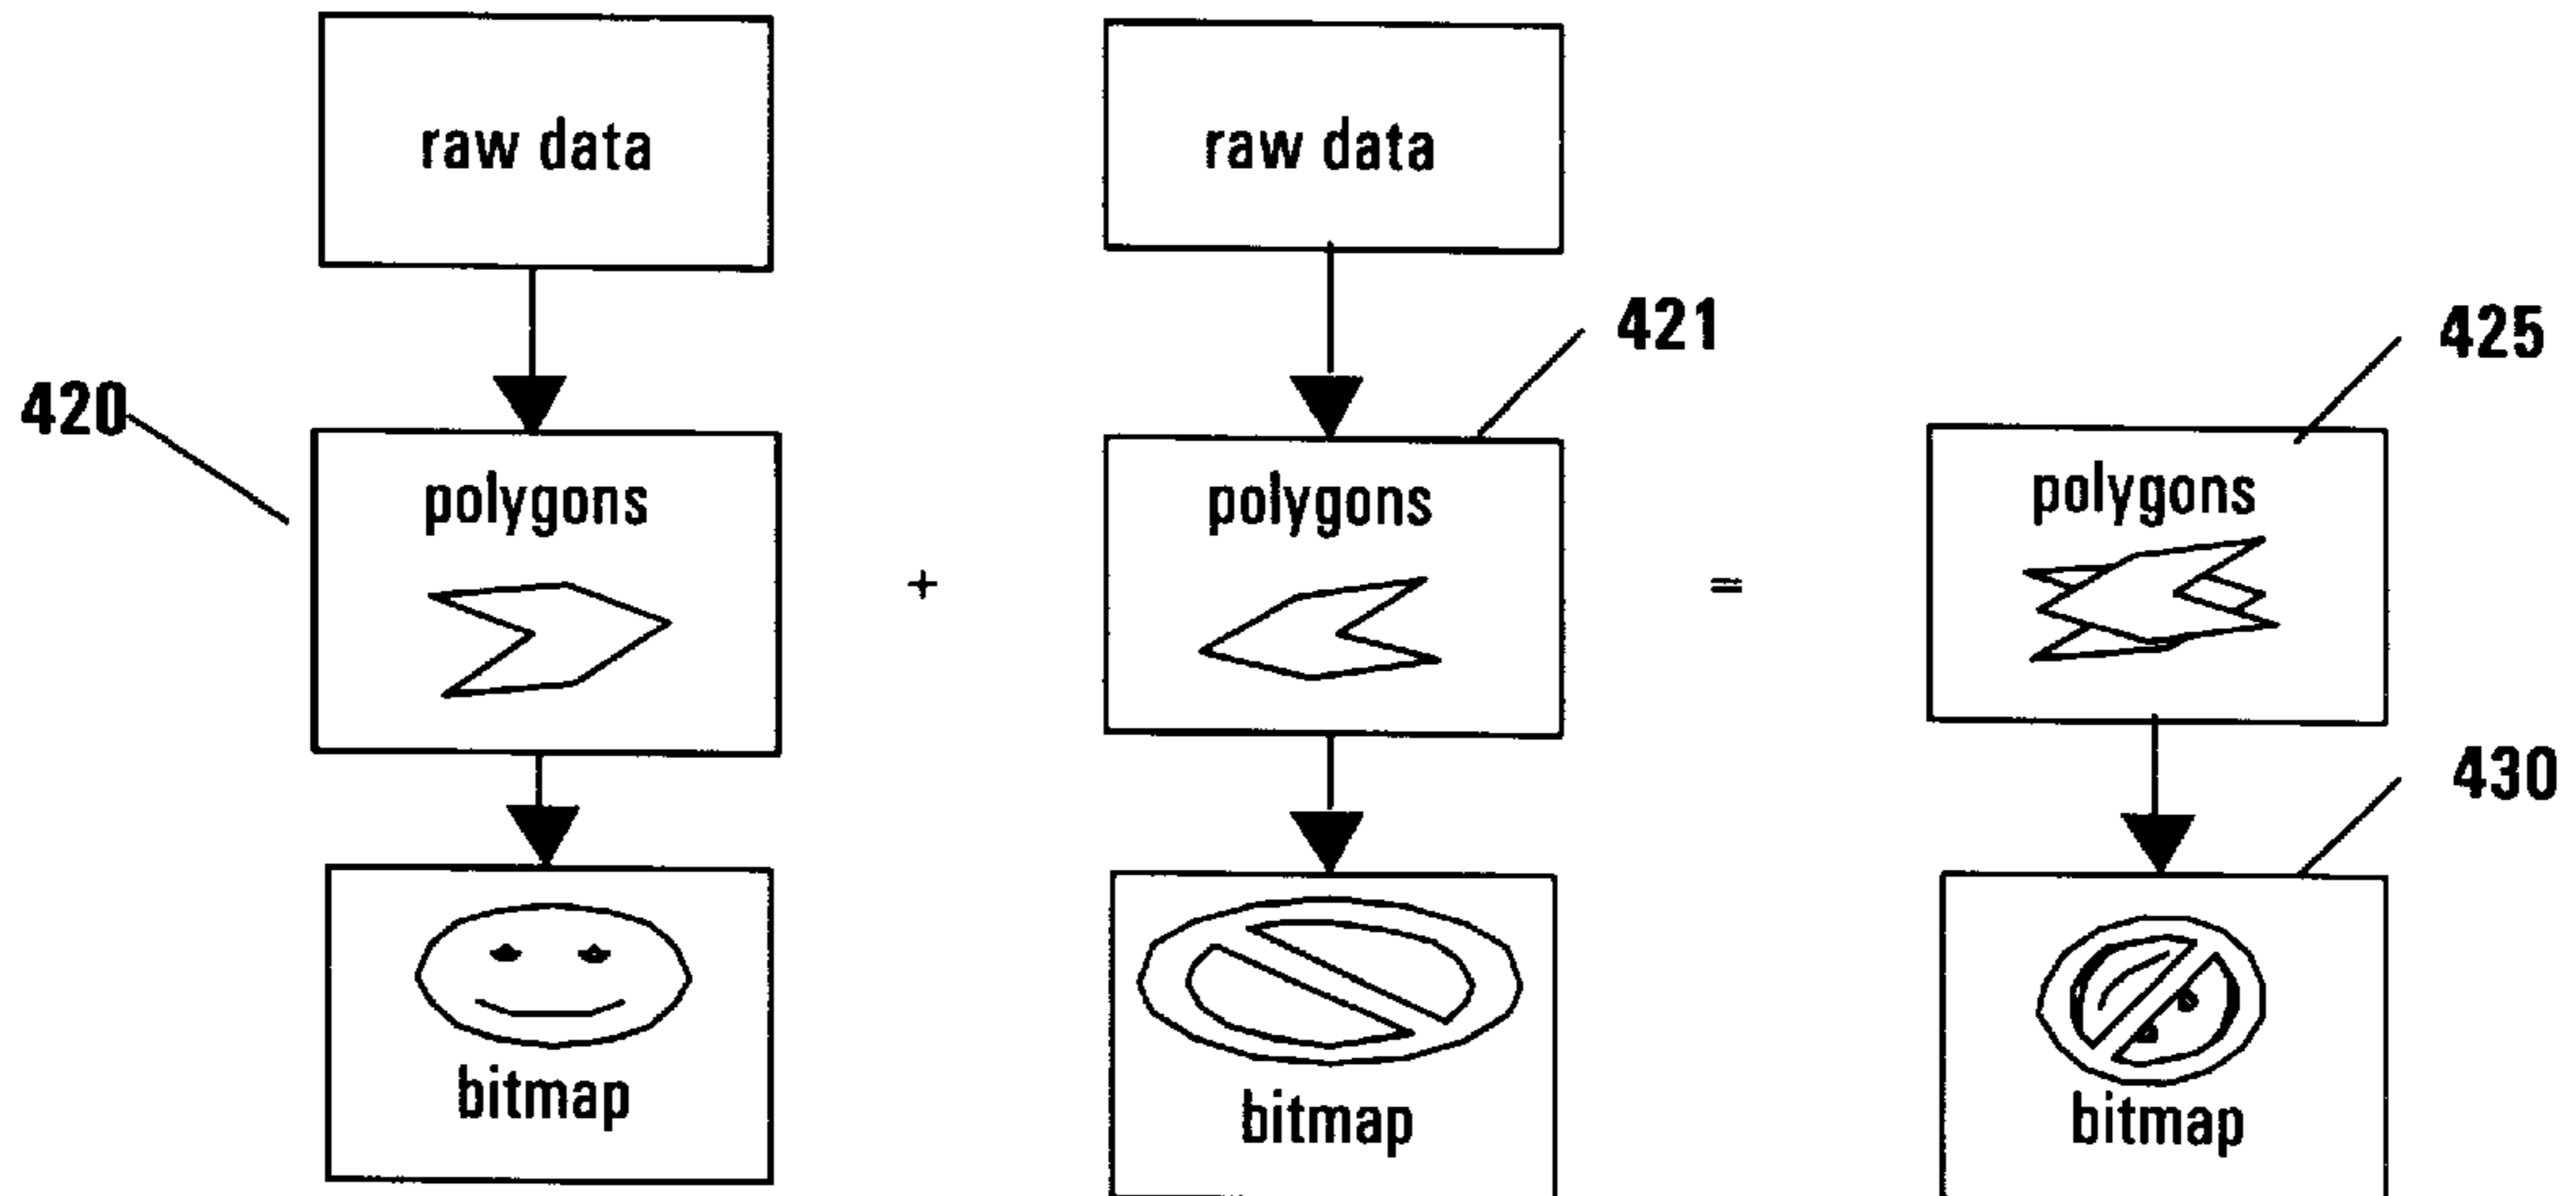 raw data
raw data
420
421
425
polygons
polygons
polygons
+
=
430
bitmap
bitmap
bitmap